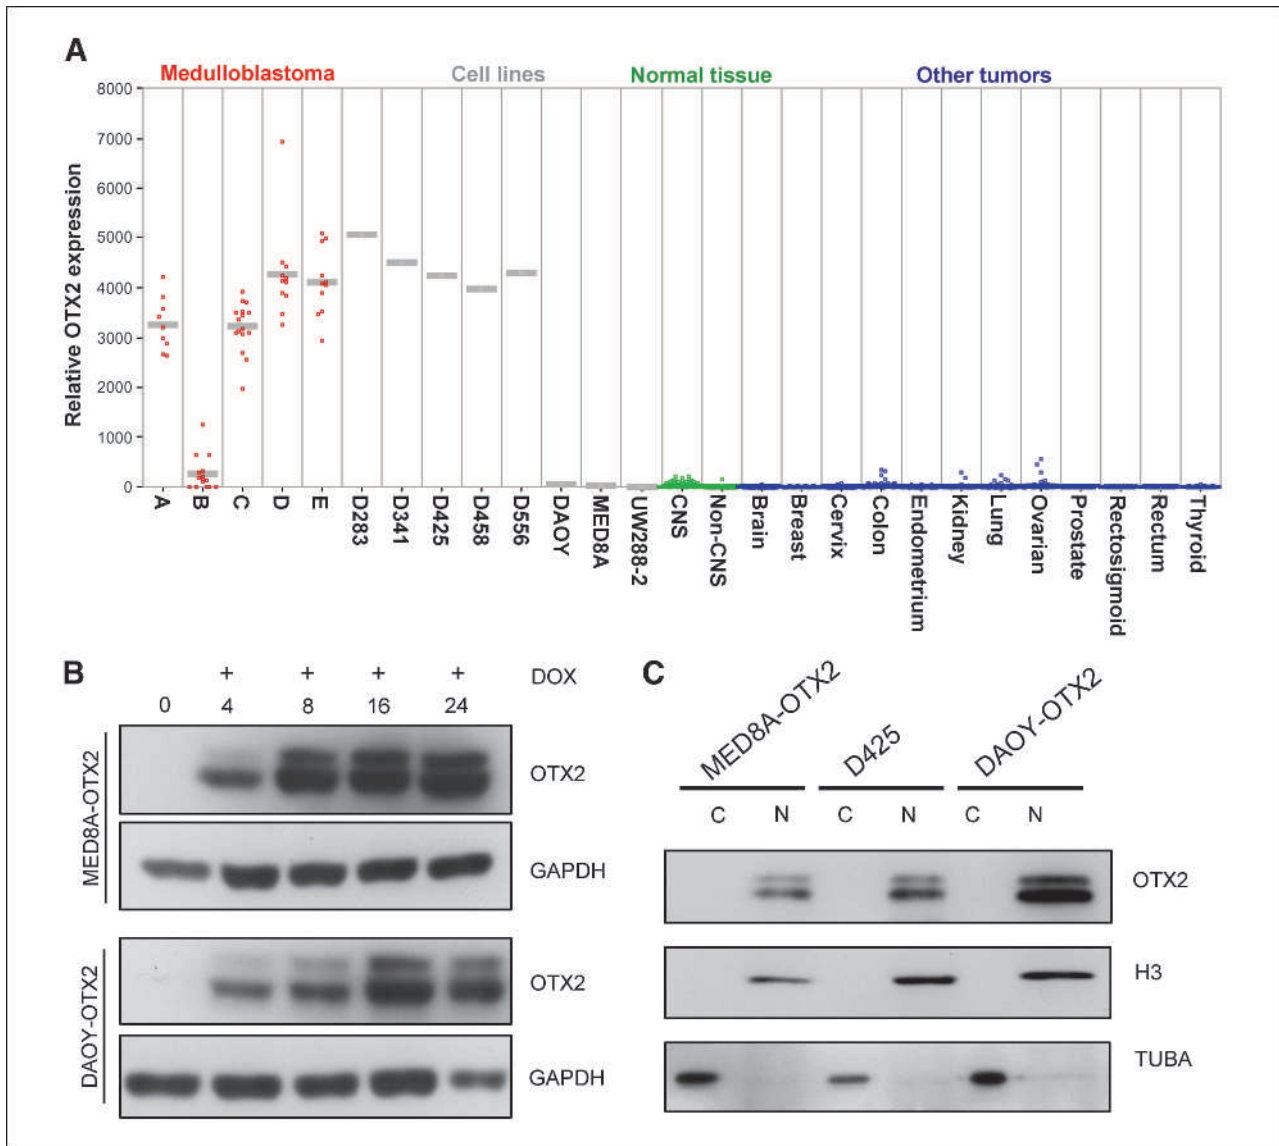 A
Medulloblastoma Cell lines Normal tissue Other tumors
Relative OTX2 expression
8000
7000
6000
5000
4000
3000
2000
1000
0
A B C D E D283 D341 D425 D458 D556 DAOY MED8A UW288-2 CNS Non-CNS Brain Breast Cervix Colon Endometrium Kidney Lung Ovarian Prostate Rectosigmoid Rectum Thyroid
B
+ + + + DOX
0 4 8 16 24
MED8A-OTX2
OTX2
GAPDH
DAOY-OTX2
OTX2
GAPDH
C
MED8A-OTX2 D425 DAOY-OTX2
C N C N C N
OTX2
H3
TUBA